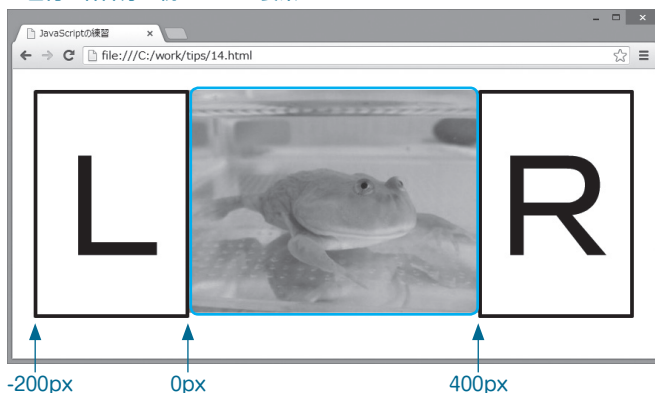 JavaScriptの練習
file:///C:/work/tips/14.html
L
R
-200px
0px
400px